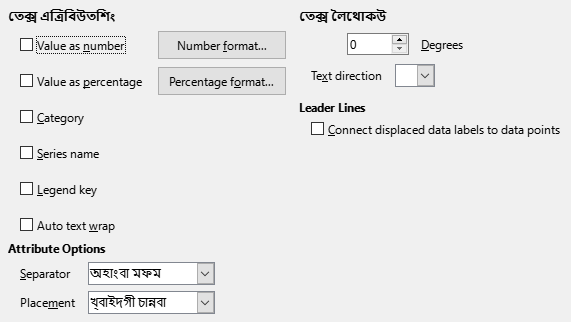 তেক্স এত্রিবিউতশিং
Value as number
Number format...
Value as percentage
Percentage format...
Category
Series name
Legend key
Auto text wrap
Attribute Options
Separator
অহাংবা মফম
Placement
খ্বাইদগী চান্নবা
তেক্স লৈথোকউ
0
Degrees
Text direction
Leader Lines
Connect displaced data labels to data points